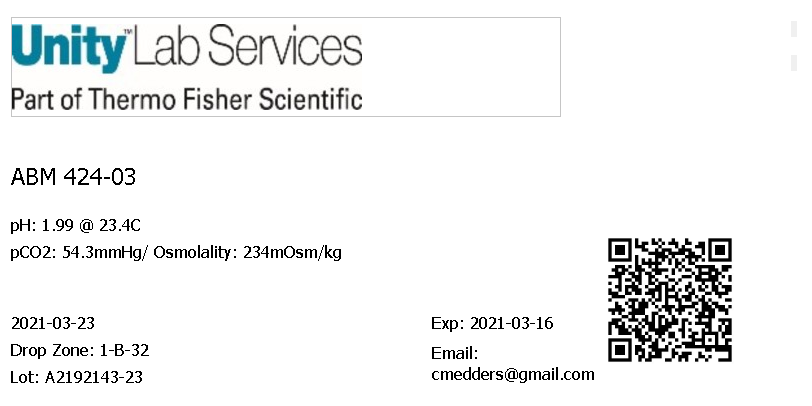 Unity™ Lab Services
Part of Thermo Fisher Scientific
ABM 424-03
pH: 1.99 @ 23.4C
pCO2: 54.3mmHg/ Osmolality: 234mOsm/kg
2021-03-23
Exp: 2021-03-16
Drop Zone: 1-B-32
Email:
cmedders@gmail.com
Lot: A2192143-23